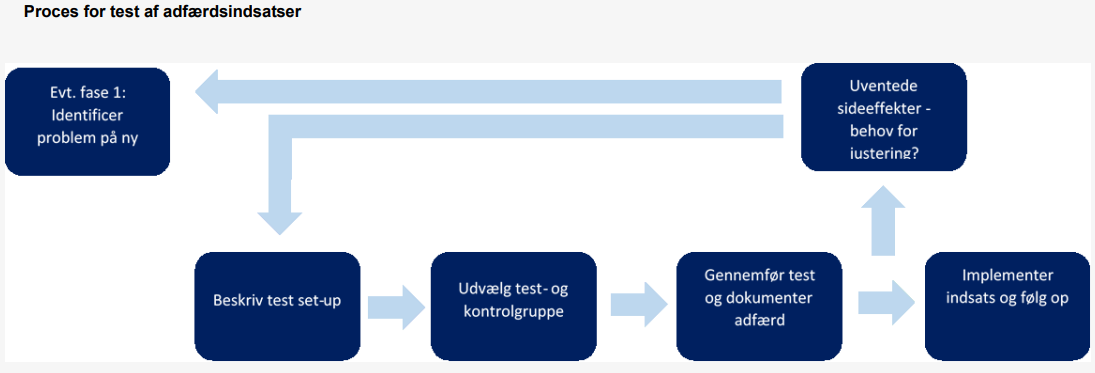 Proces for test af adfærdsindsatser
Evt. fase 1:
Identificer
problem på ny
Uventede
sideeffekter -
behov for
justering?
Beskriv test set-up
Udvælg test- og
kontrolgruppe
Gennemfør test
og dokumenter
adfærd
Implementer
indsats og følg op